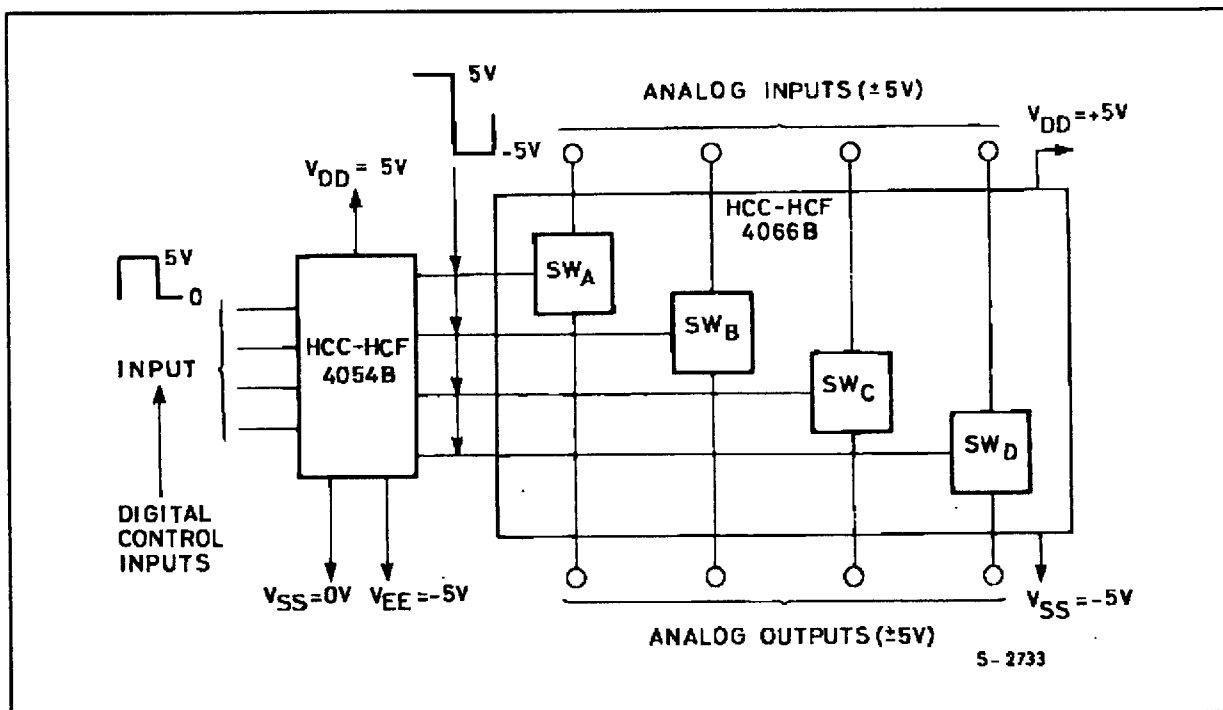 5V
-5V
ANALOG INPUTS (±5V)
VDD=+5V
VDD= 5V
HCC-HCF
4066B
5V
0
INPUT
HCC-HCF
4054B
SWA
SWB
SWC
SWD
DIGITAL
CONTROL
INPUTS
VSS=0V
VEE=-5V
VSS=-5V
ANALOG OUTPUTS (±5V)
S-2733